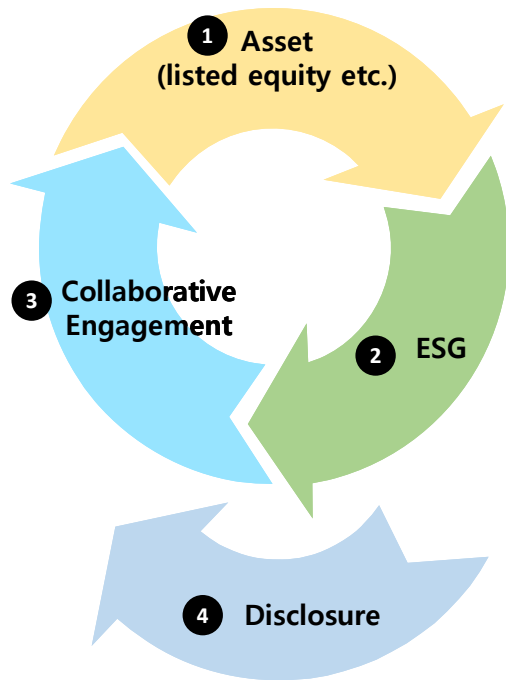 1 Asset
(listed equity etc.)
3 Collaborative
Engagement
2 ESG
4 Disclosure